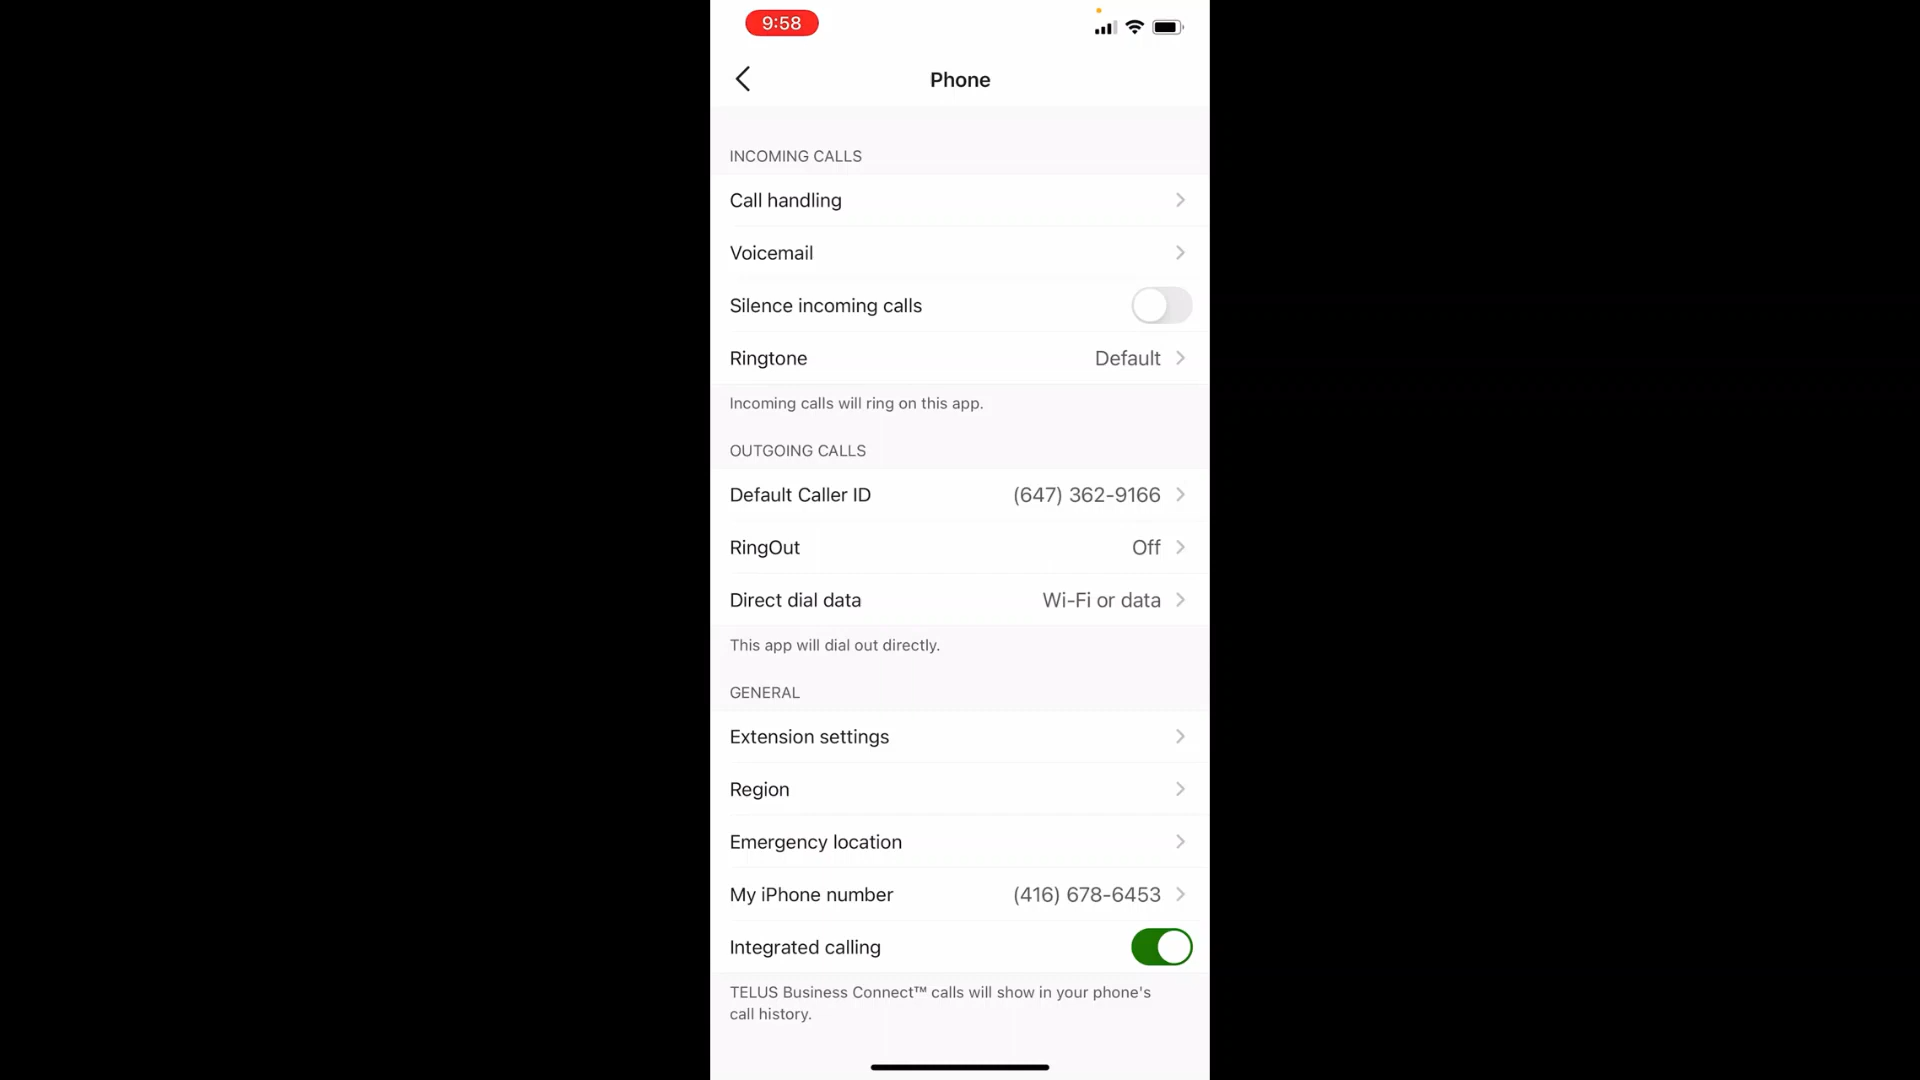 9:58
Phone
INCOMING CALLS
Call handling
Voicemail
Silence incoming calls
Ringtone Default
Incoming calls will ring on this app.
OUTGOING CALLS
Default Caller ID (647) 362-9166
RingOut Off
Direct dial data Wi-Fi or data
This app will dial out directly.
GENERAL
Extension settings
Region
Emergency location
My iPhone number (416) 678-6453
Integrated calling
TELUS Business Connect™ calls will show in your phone's
call history.